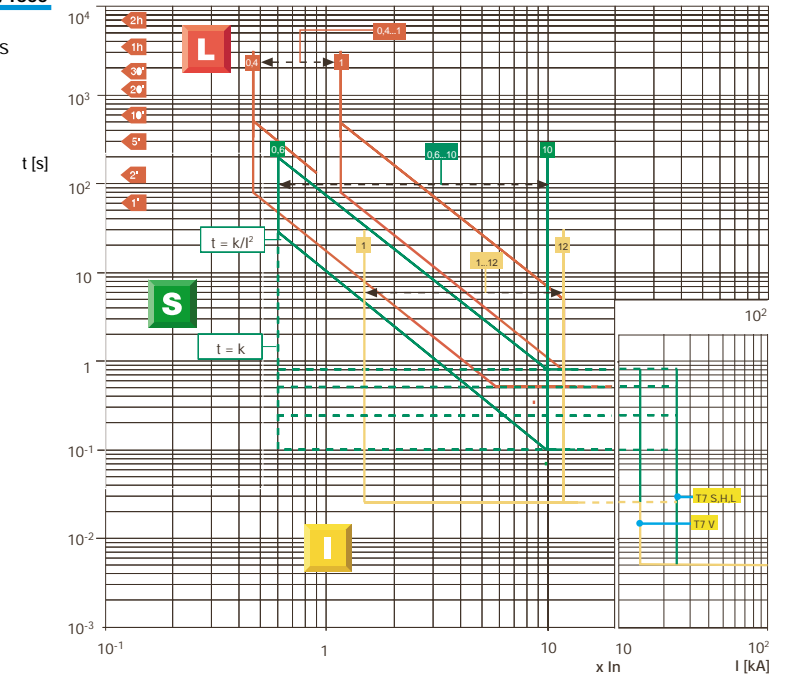 s
10⁴
2h
1h
30'
20'
10³
10'
5'
t [s]
2'
10²
1'
10
1
10⁻¹
10⁻²
10⁻³
L
0,4...1
0,4
1
0,6
0,6...10
10
t = k/I²
1
12
1...12
S
t = k
10²
T7 S,H,L
T7 V
I
10⁻¹
1
10
10
10²
x In
I [kA]